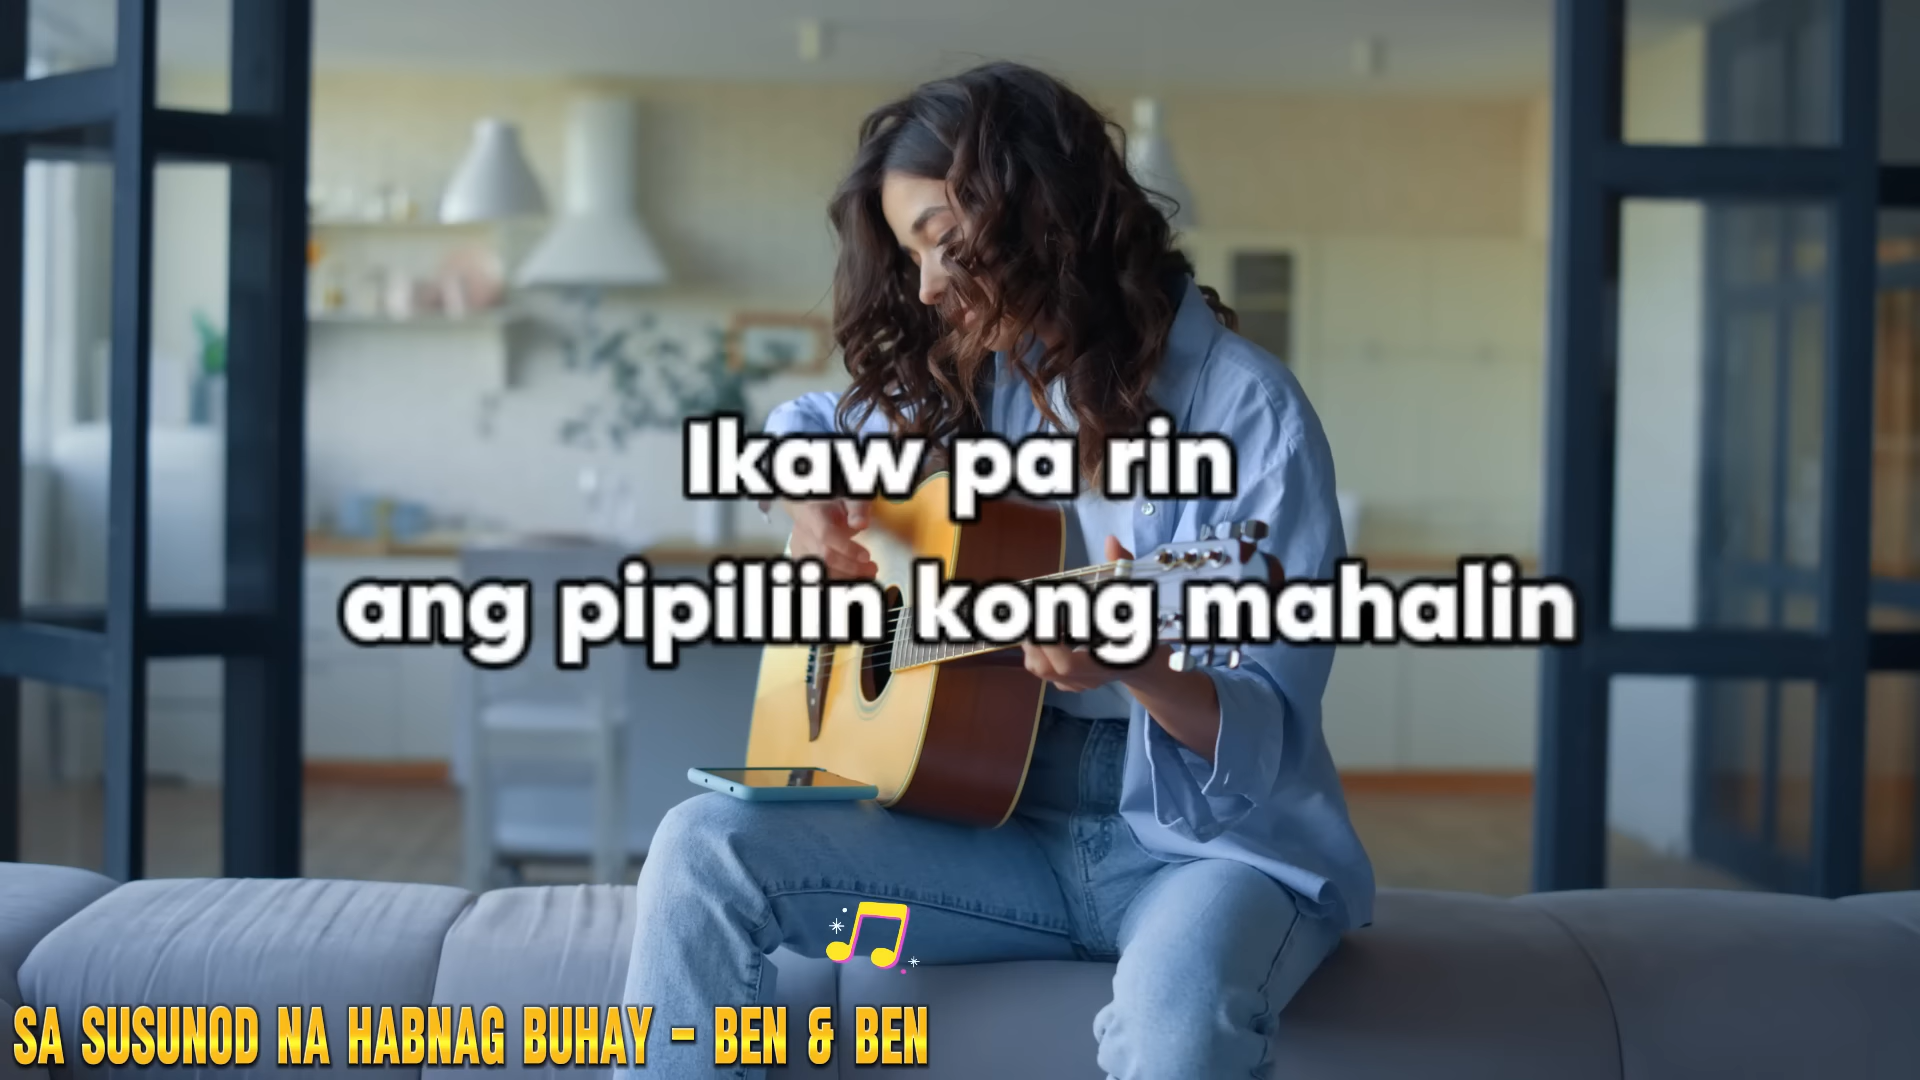 Ikaw pa rin
ang pipiliin kong mahalin
SA SUSUNOD NA HABNAG BUHAY - BEN & BEN